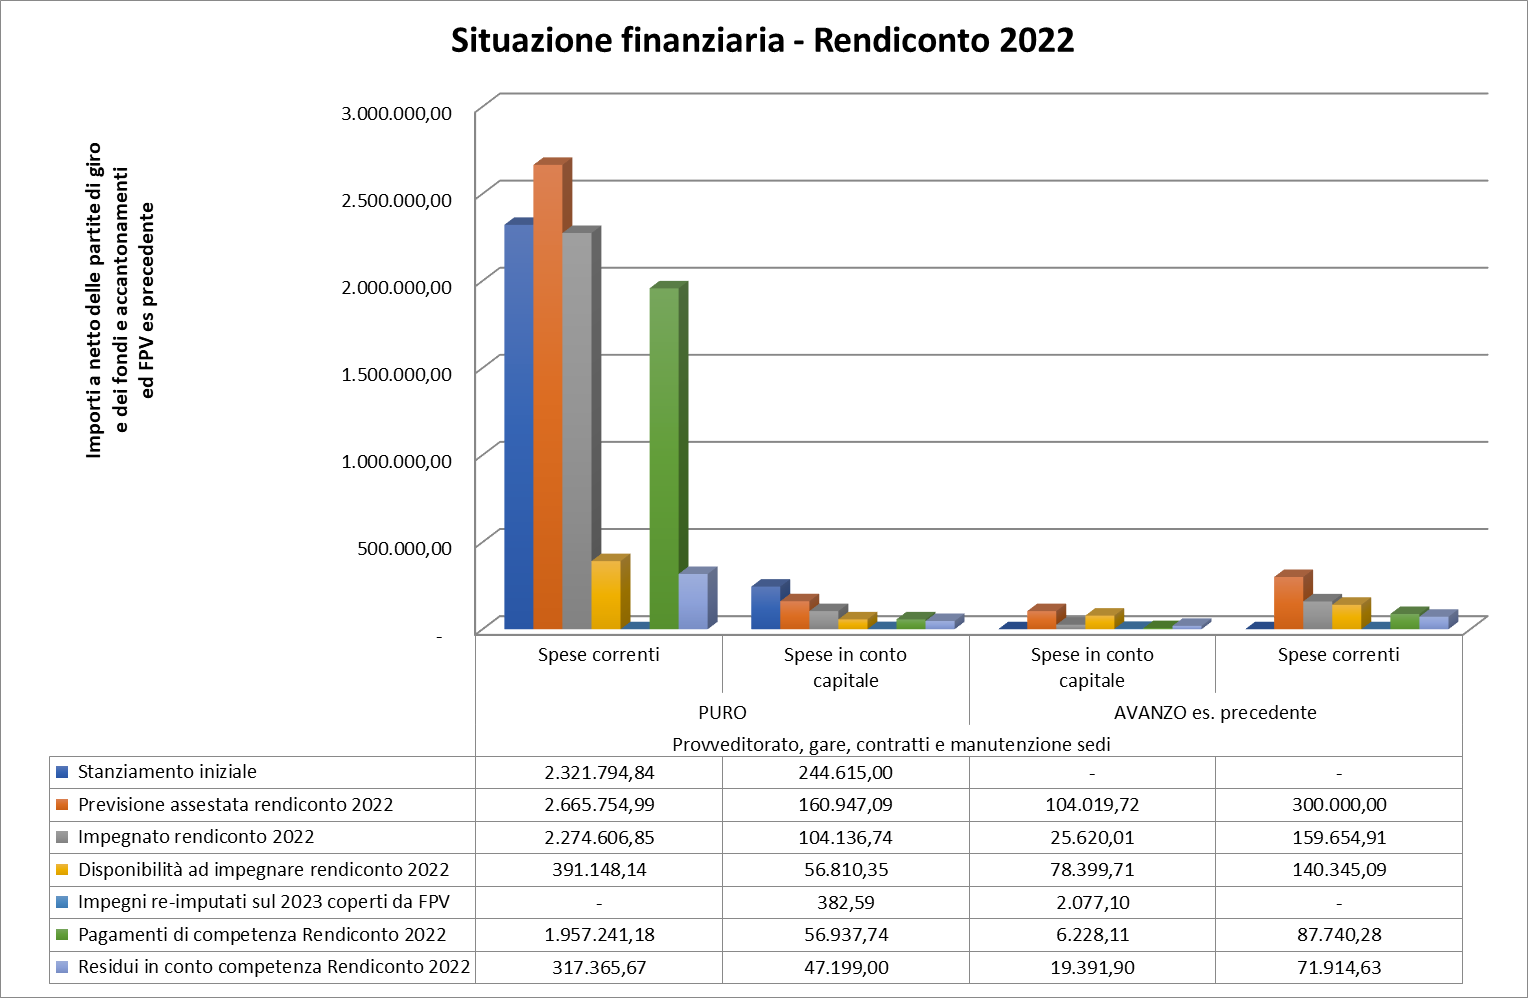 Situazione finanziaria - Rendiconto 2022
Importi a netto delle partite di giro
e dei fondi e accantonamenti
ed FPV es precedente
3.000.000,00
2.500.000,00
2.000.000,00
1.500.000,00
1.000.000,00
500.000,00
-
Spese correnti
Spese in conto
capitale
Spese in conto
capitale
Spese correnti
PURO
AVANZO es. precedente
Provveditorato, gare, contratti e manutenzione sedi
Stanziamento iniziale 2.321.794,84 244.615,00 - -
Previsione assestata rendiconto 2022 2.665.754,99 160.947,09 104.019,72 300.000,00
Impegnato rendiconto 2022 2.274.606,85 104.136,74 25.620,01 159.654,91
Disponibilità ad impegnare rendiconto 2022 391.148,14 56.810,35 78.399,71 140.345,09
Impegni re-imputati sul 2023 coperti da FPV - 382,59 2.077,10 -
Pagamenti di competenza Rendiconto 2022 1.957.241,18 56.937,74 6.228,11 87.740,28
Residui in conto competenza Rendiconto 2022 317.365,67 47.199,00 19.391,90 71.914,63